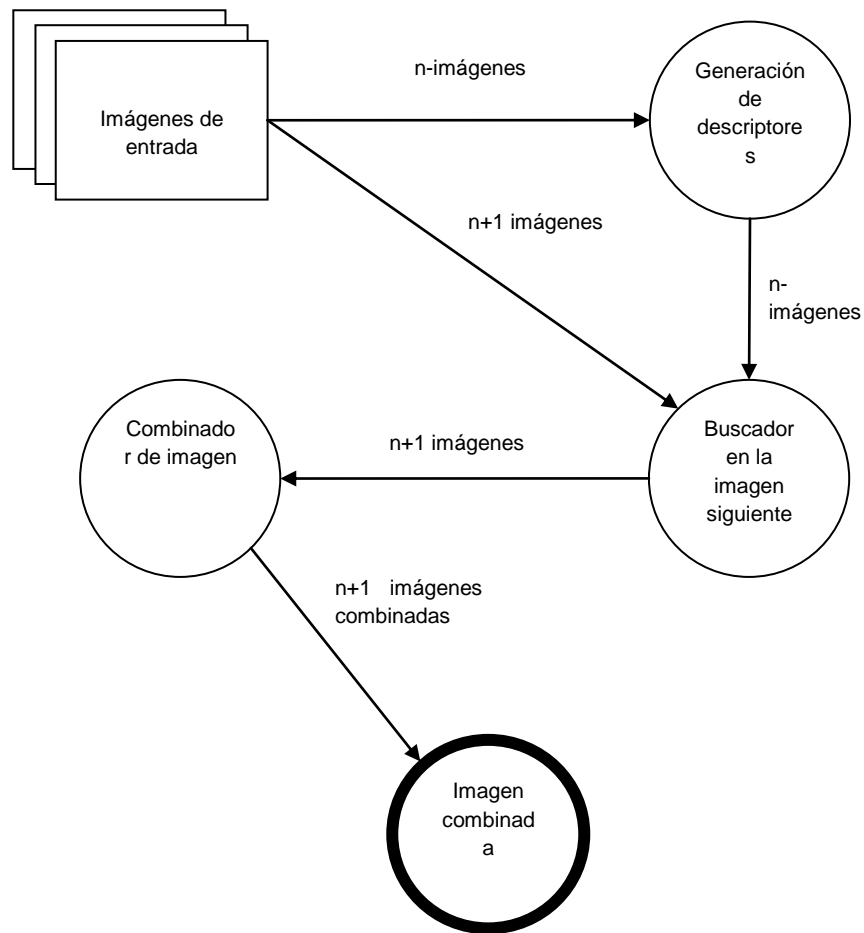 n-imágenes
Generación
de
descriptore
s
Imágenes de
entrada
n+1 imágenes
n-
imágenes
Combinado
r de imagen
n+1 imágenes
Buscador
en la
imagen
siguiente
n+1 imágenes
combinadas
Imagen
combinad
a